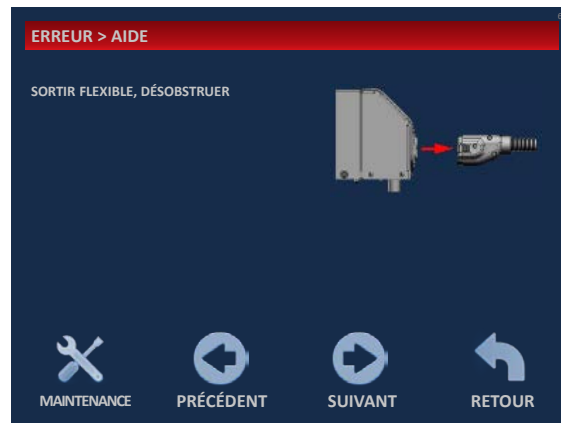 ERREUR > AIDE
SORTIR FLEXIBLE, DÉSOBSTRUER
MAINTENANCE
PRÉCÉDENT
SUIVANT
RETOUR